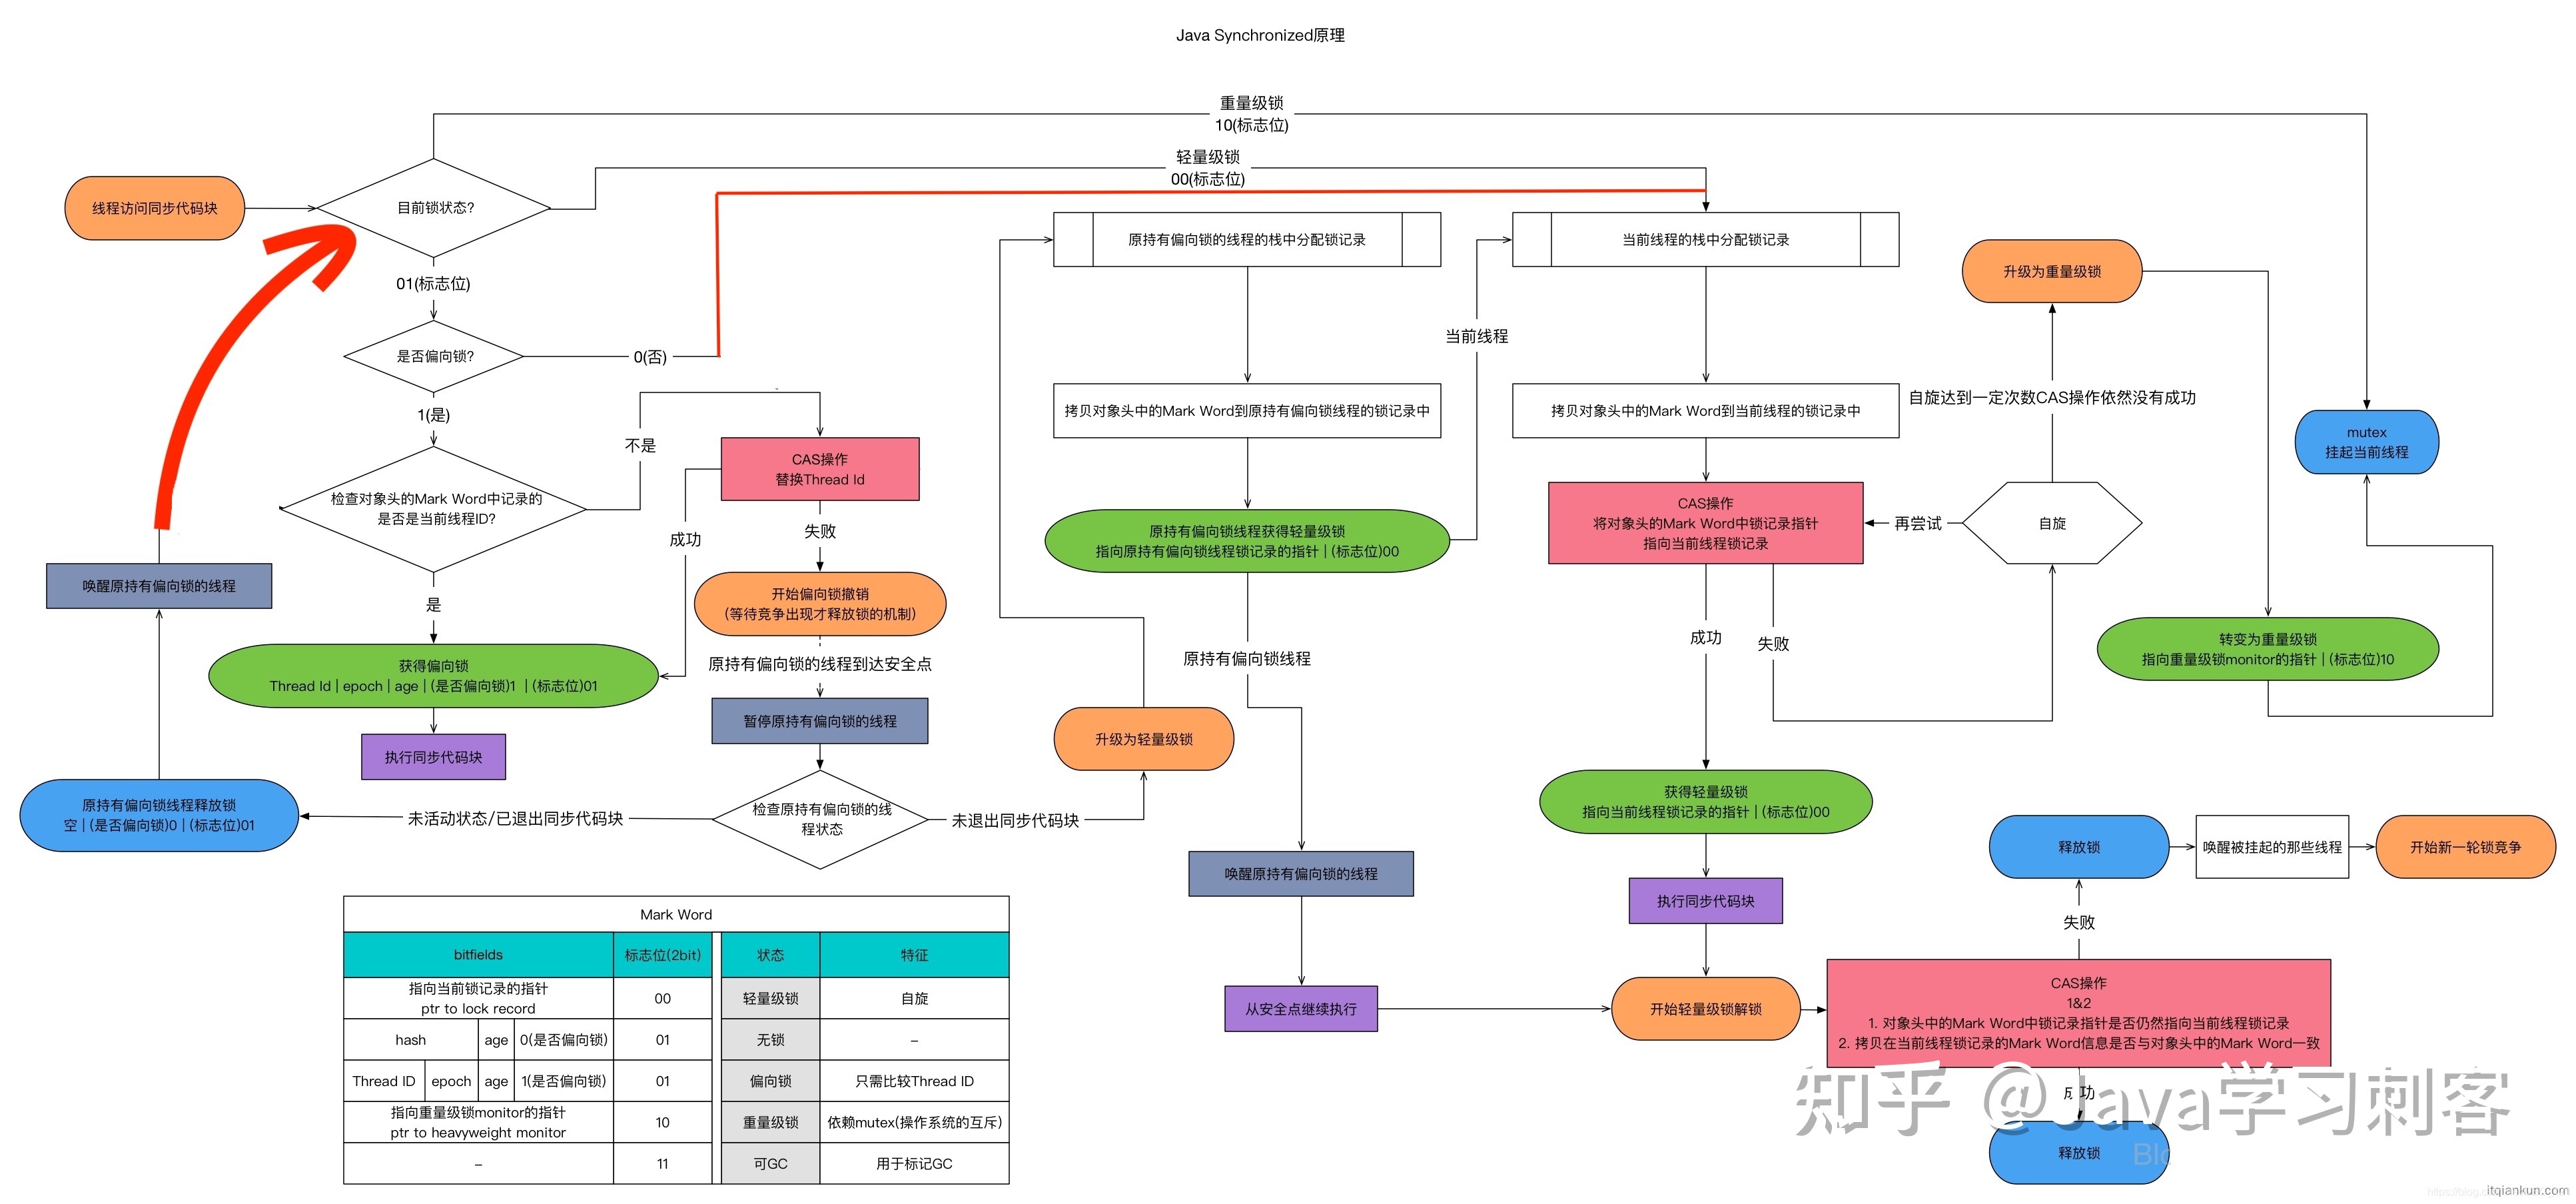 Java Synchronized原理
重量级锁
10(标志位)
轻量级锁
00(标志位)
线程访问同步代码块
目前锁状态?
01(标志位)
是否偏向锁?
0(否)
1(是)
检查对象头的Mark Word中记录的
是否是当前线程ID?
不是
是
CAS操作
替换Thread Id
成功
失败
开始偏向锁撤销
(等待竞争出现才释放锁的机制)
原持有偏向锁的线程到达安全点
暂停原持有偏向锁的线程
检查原持有偏向锁的线
程状态
未活动状态/已退出同步代码块
未退出同步代码块
获得偏向锁
Thread Id | epoch | age | (是否偏向锁)1 | (标志位)01
执行同步代码块
唤醒原持有偏向锁的线程
原持有偏向锁线程释放锁
空 | (是否偏向锁)0 | (标志位)01
升级为轻量级锁
原持有偏向锁的线程的栈中分配锁记录
拷贝对象头中的Mark Word到原持有偏向锁线程的锁记录中
原持有偏向锁线程获得轻量级锁
指向原持有偏向锁线程锁记录的指针 | (标志位)00
当前线程
原持有偏向锁线程
唤醒原持有偏向锁的线程
从安全点继续执行
当前线程的栈中分配锁记录
拷贝对象头中的Mark Word到当前线程的锁记录中
CAS操作
将对象头的Mark Word中锁记录指针
指向当前线程锁记录
再尝试
自旋
自旋达到一定次数CAS操作依然没有成功
升级为重量级锁
mutex
挂起当前线程
转变为重量级锁
指向重量级锁monitor的指针 | (标志位)10
成功
失败
获得轻量级锁
指向当前线程锁记录的指针 | (标志位)00
执行同步代码块
开始轻量级锁解锁
CAS操作
1&2
1. 对象头中的Mark Word中锁记录指针是否仍然指向当前线程锁记录
2. 拷贝在当前线程锁记录的Mark Word信息是否与对象头中的Mark Word一致
失败
释放锁
唤醒被挂起的那些线程
开始新一轮锁竞争
成功
释放锁
Mark Word
bitfields 标志位(2bit) 状态 特征
指向当前锁记录的指针
ptr to lock record 00 轻量级锁 自旋
hash age 0(是否偏向锁) 01 无锁 –
Thread ID epoch age 1(是否偏向锁) 01 偏向锁 只需比较Thread ID
指向重量级锁monitor的指针
ptr to heavyweight monitor 10 重量级锁 依赖mutex(操作系统的互斥)
– 11 可GC 用于标记GC
知乎 @Java学习刺客
itqiankun.com